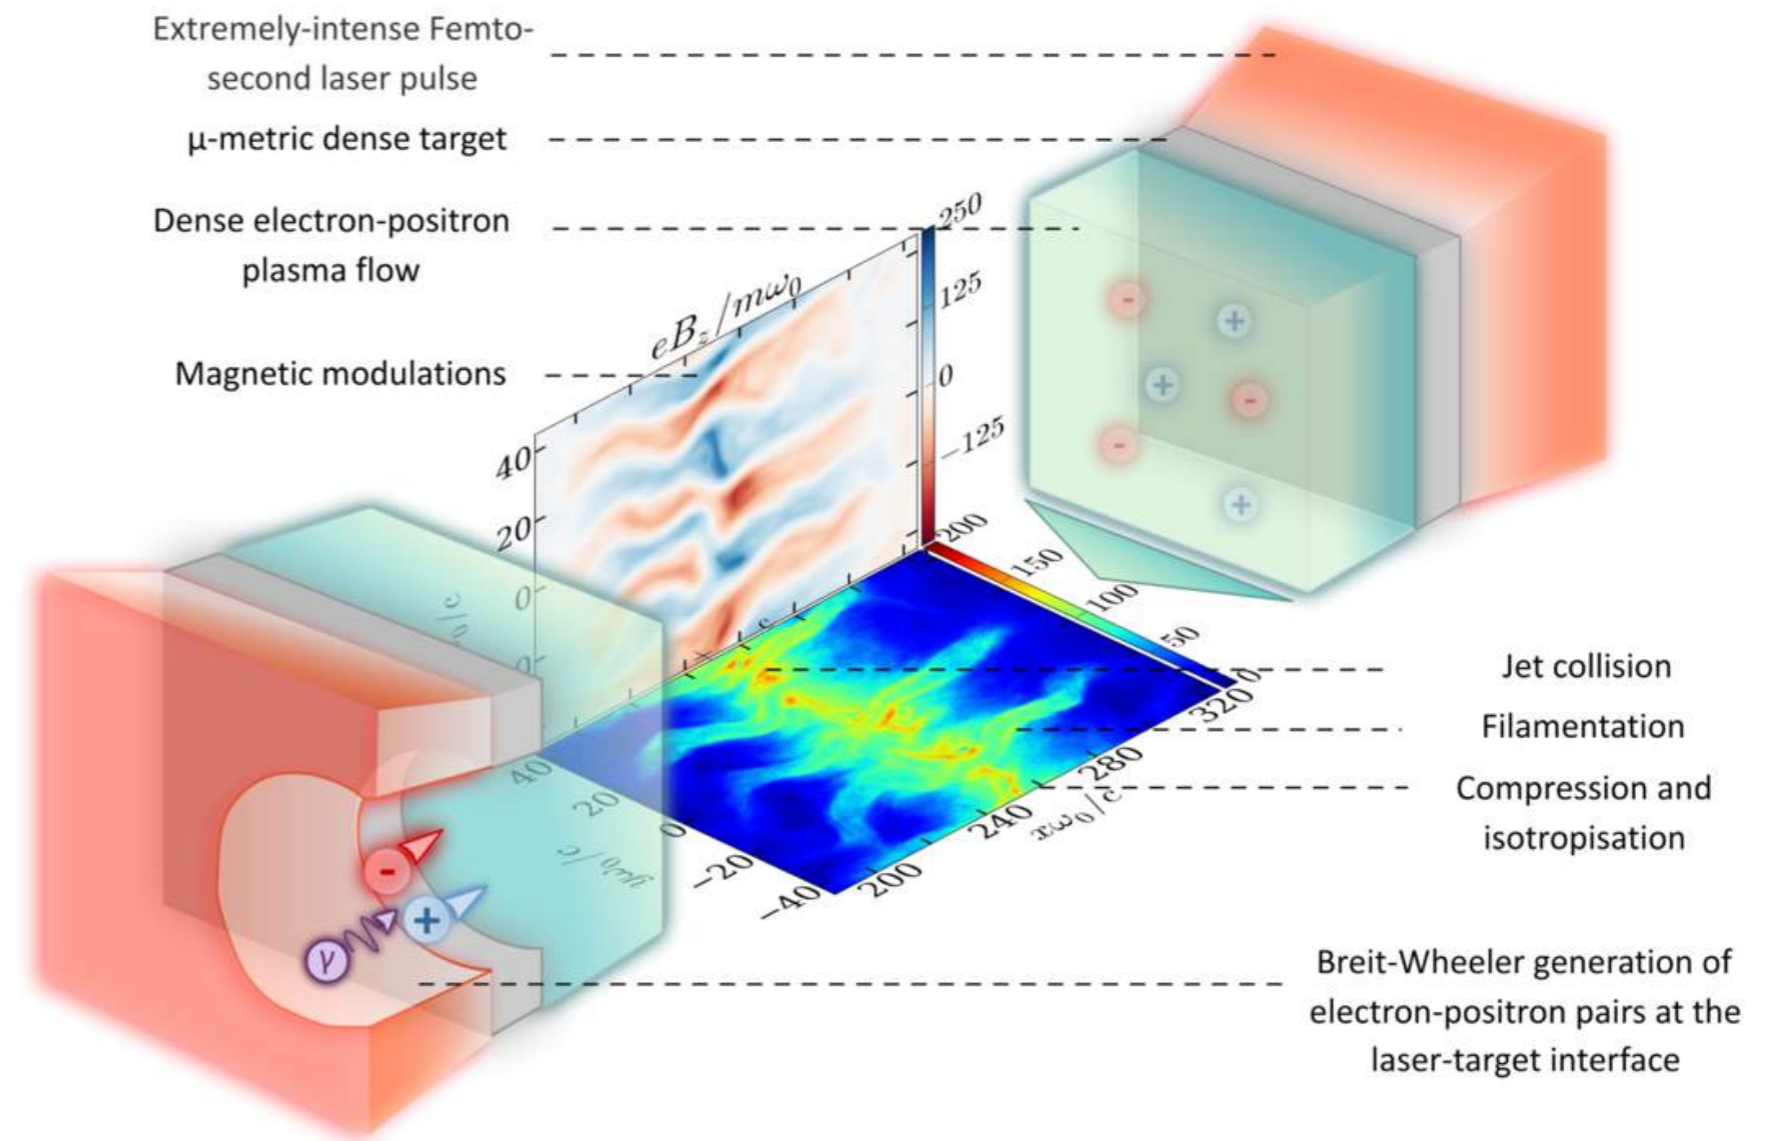 Extremely-intense Femto-
second laser pulse
μ-metric dense target
Dense electron-positron
plasma flow
Magnetic modulations
eB_z/mω_0
250
125
0
−125
40
20
0
200
150
100
50
0
40
20
0
−20
−40
yω_0/c
200
240
280
320
xω_0/c
-
+
+
-
-
+
-
+
γ
Jet collision
Filamentation
Compression and
isotropisation
Breit-Wheeler generation of
electron-positron pairs at the
laser-target interface